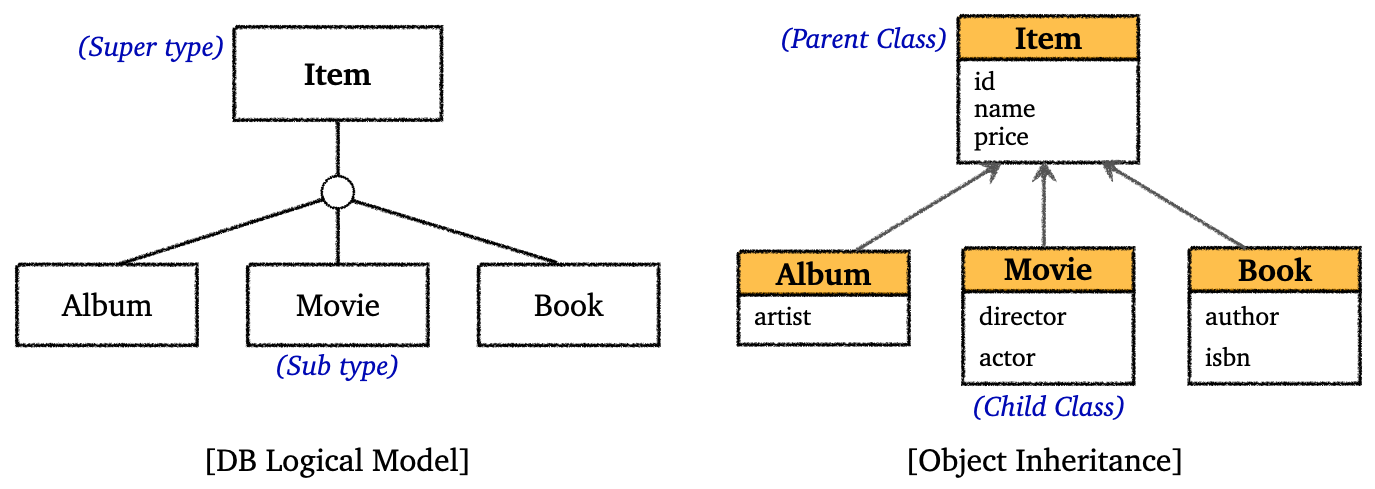 (Super type)
Item
Album
Movie
Book
(Sub type)
[DB Logical Model]
(Parent Class)
Item
id
name
price
Album
artist
Movie
director
actor
Book
author
isbn
(Child Class)
[Object Inheritance]